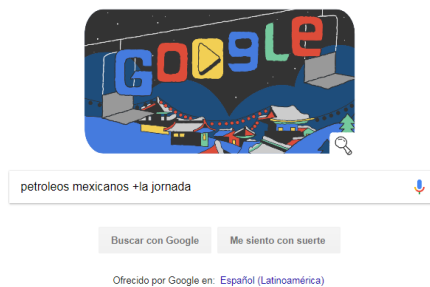 Google
petroleos mexicanos +la jornada
Buscar con Google Me siento con suerte
Ofrecido por Google en: Español (Latinoamérica)